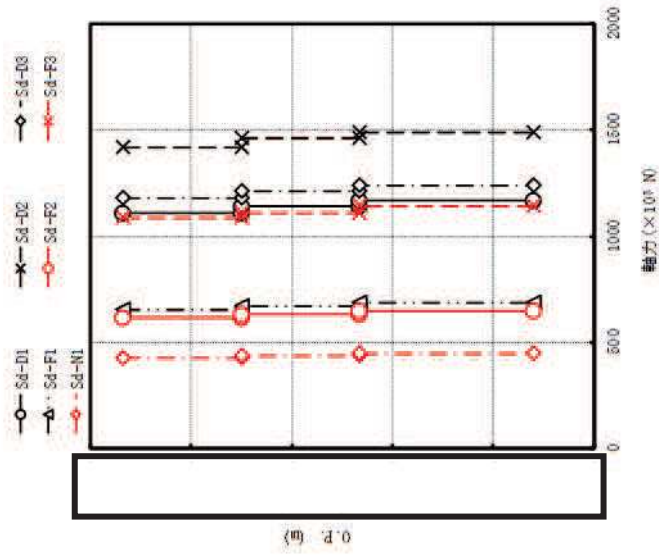 Sd-D1 Sd-D2 Sd-D3
Sd-F1 Sd-F2 Sd-F3
Sd-N1
O.P. (m)
0 500 1000 1500 2000
軸力(×10³ N)